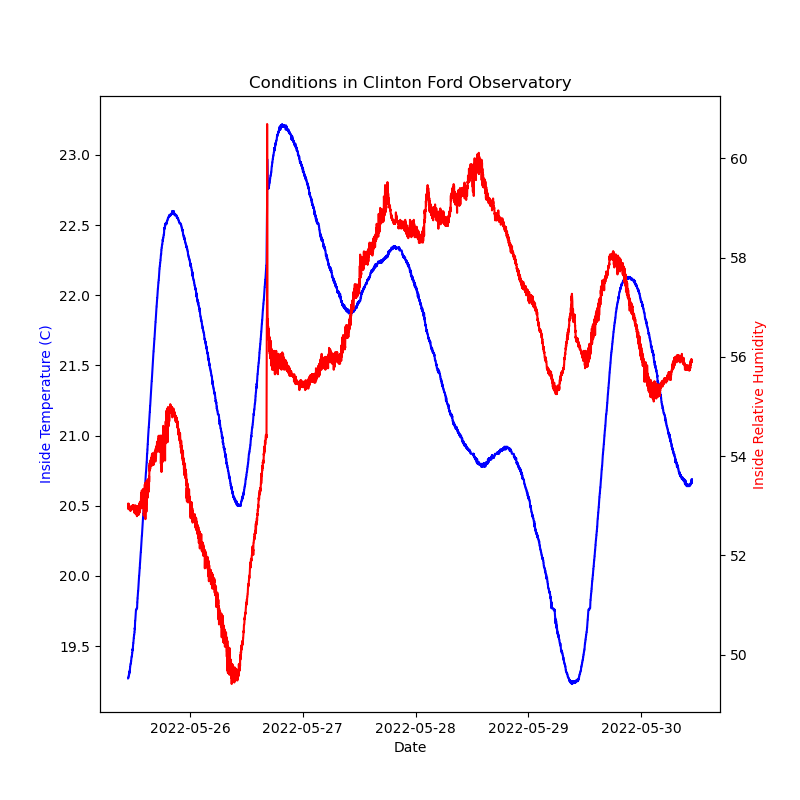 Conditions in Clinton Ford Observatory
Inside Temperature (C)
23.0
22.5
22.0
21.5
21.0
20.5
20.0
19.5
60
58
56
54
52
50
Inside Relative Humidity
2022-05-26 2022-05-27 2022-05-28 2022-05-29 2022-05-30
Date